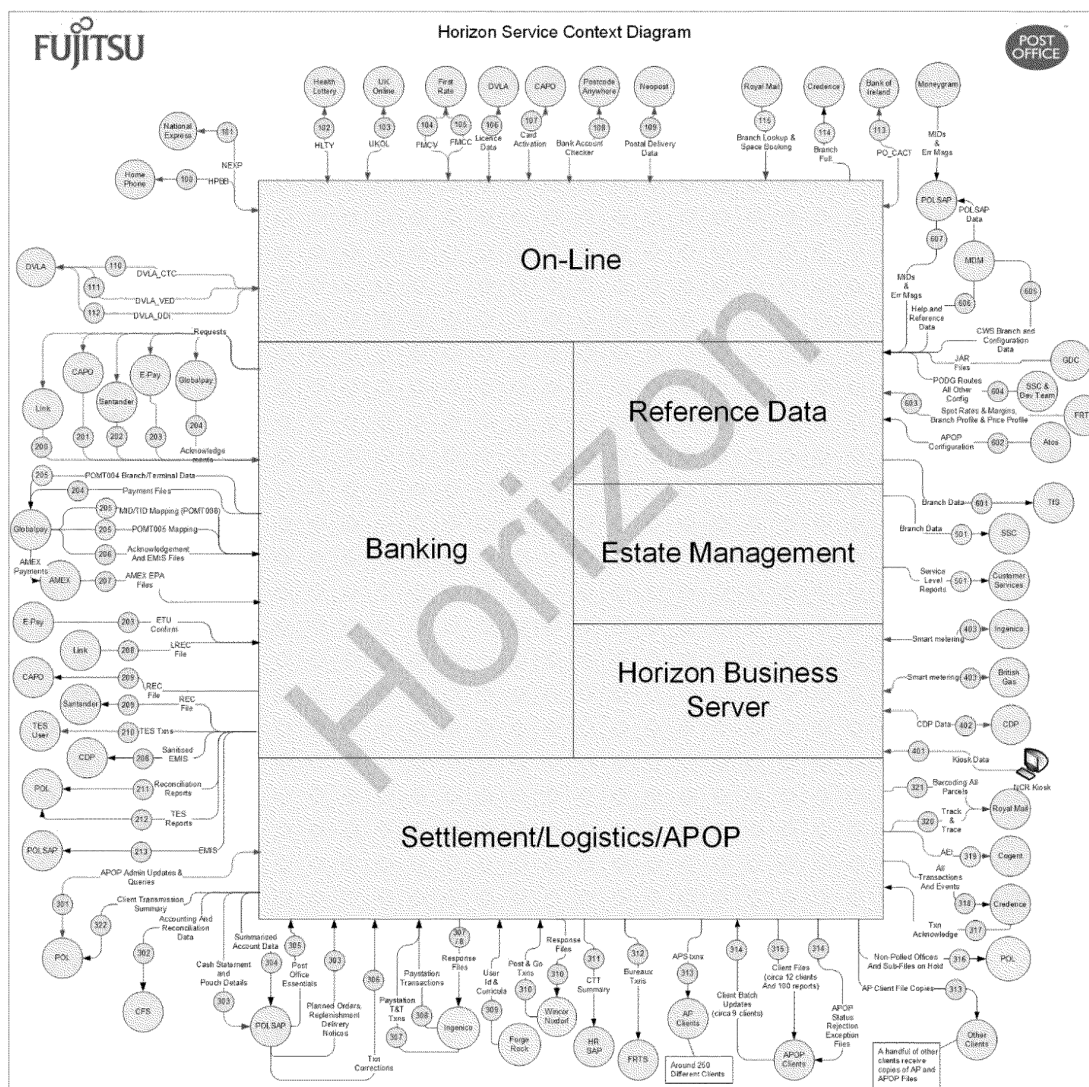 FUJITSU
Horizon Service Context Diagram
POST
OFFICE
Health
Lottery
UK
Online
First
Rate
DVLA
CAPO
Postcode
Anywhere
Neopost
Royal Mail
Credence
Bank of
Ireland
Moneygram
National
Express
101
102
103
104
105
106
107
108
109
115
114
113
NEXP
HLTY
UKOL
FMCV
FMCC
Licence
Data
Card
Activation
Bank Account
Checker
Postal Delivery
Data
Branch Lookup &
Space Booking
Branch
Full
PO_CACT
MIDs
& Err Msgs
Home
Phone
100
HPBB
POLSAP
POLSAP
Data
607
MDM
605
606
MIDs
&
Err Msgs
Help and
Reference
Data
CWS Branch and
Configuration
Data
On-Line
DVLA
110
DVLA_CTC
111
DVLA_VED
112
DVLA_DDI
Requests
CAPO
E-Pay
Globalpay
Link
Santander
200
201
202
203
204
Acknowledge
ments
JAR
Files
GDC
PODG Routes
All Other
Config
604
SSC &
Dev Team
603
Spot Rates & Margins,
Branch Profile & Price Profile
FRTS
APOP
Configuration
602
Atos
Reference Data
205
POMT004 Branch/Terminal Data
204
Payment Files
205
MID/TID Mapping (POMT008)
Globalpay
205
POMT005 Mapping
206
Acknowledgement
And EMIS Files
AMEX
Payments
AMEX
207
AMEX EPA
Files
Banking
Estate Management
Branch Data
601
TfS
Branch Data
501
SSC
Service
Level
Reports
501
Customer
Services
E-Pay
203
ETU
Confirm
Link
208
LREC
File
CAPO
209
REC
File
Santander
209
REC
File
TES
User
210
TES Txns
CDP
206
Sanitised
EMIS
POL
211
Reconciliation
Reports
212
TES
Reports
POLSAP
213
EMIS
Horizon Business
Server
Smart metering
403
Ingenico
Smart metering
403
British
Gas
CDP Data
402
CDP
401
Kiosk Data
NCR Kiosk
Horizon
Settlement/Logistics/APOP
321
Barcoding All
Parcels
320
Track
&
Trace
Royal Mail
AEI
319
Cogent
All
Transactions
And Events
318
Credence
Txn
Acknowledge
317
Non-Polled Offices
And Sub-Files on Hold
316
POL
AP Client File Copies
313
Other
Clients
A handful of other
clients receive
copies of AP and
APOP Files
APOP Admin Updates &
Queries
301
Client Transmission
Summary
322
POL
Accounting And
Reconciliation
Data
302
CFS
Cash Statement
and
Pouch Details
303
Summarized
Account Data
304
POLSAP
305
Post
Office
Essentials
303
Planned Orders,
Replenishment
Delivery
Notices
306
Txn
Corrections
307
/8
Response
Files
Paystation
T&T
Txns
307
Paystation
Transactions
308
Ingenico
User
Id &
Curricula
309
Forge
Rock
Post & Go
Txns
310
Response
Files
310
Wincor
Nixdorf
311
CTT
Summary
HR
SAP
312
Bureaux
Txns
FRTS
APS txns
313
AP
Clients
Around 250
Different Clients
314
Client Batch
Updates
(circa 9 clients)
315
Client Files
(circa 12 clients
and 100 reports)
APOP
Clients
314
APOP
Status
Rejection
Exception
Files